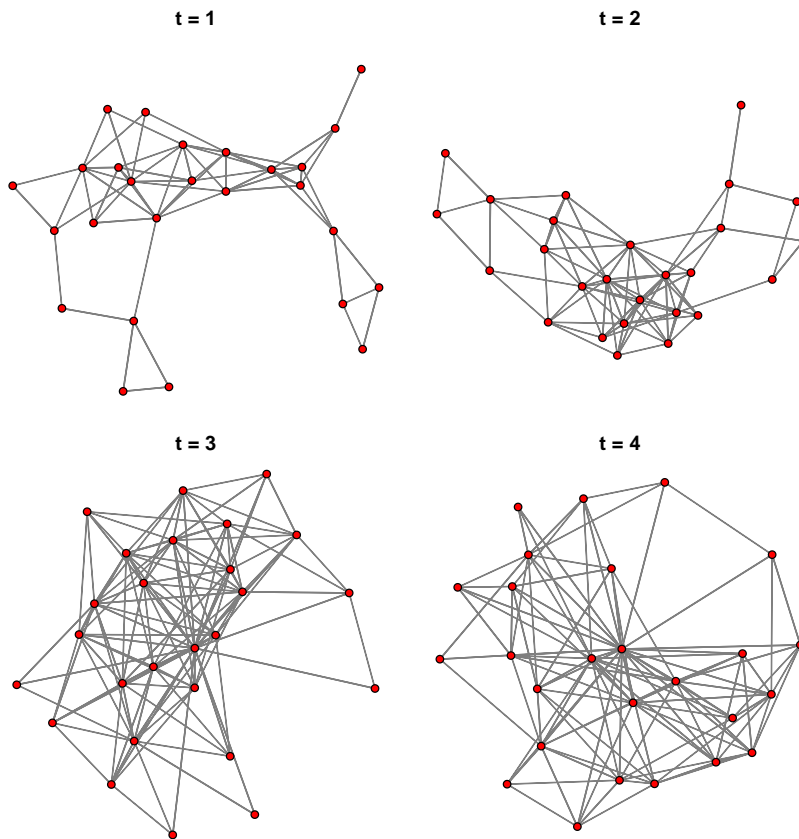 t = 1
t = 2
t = 3
t = 4